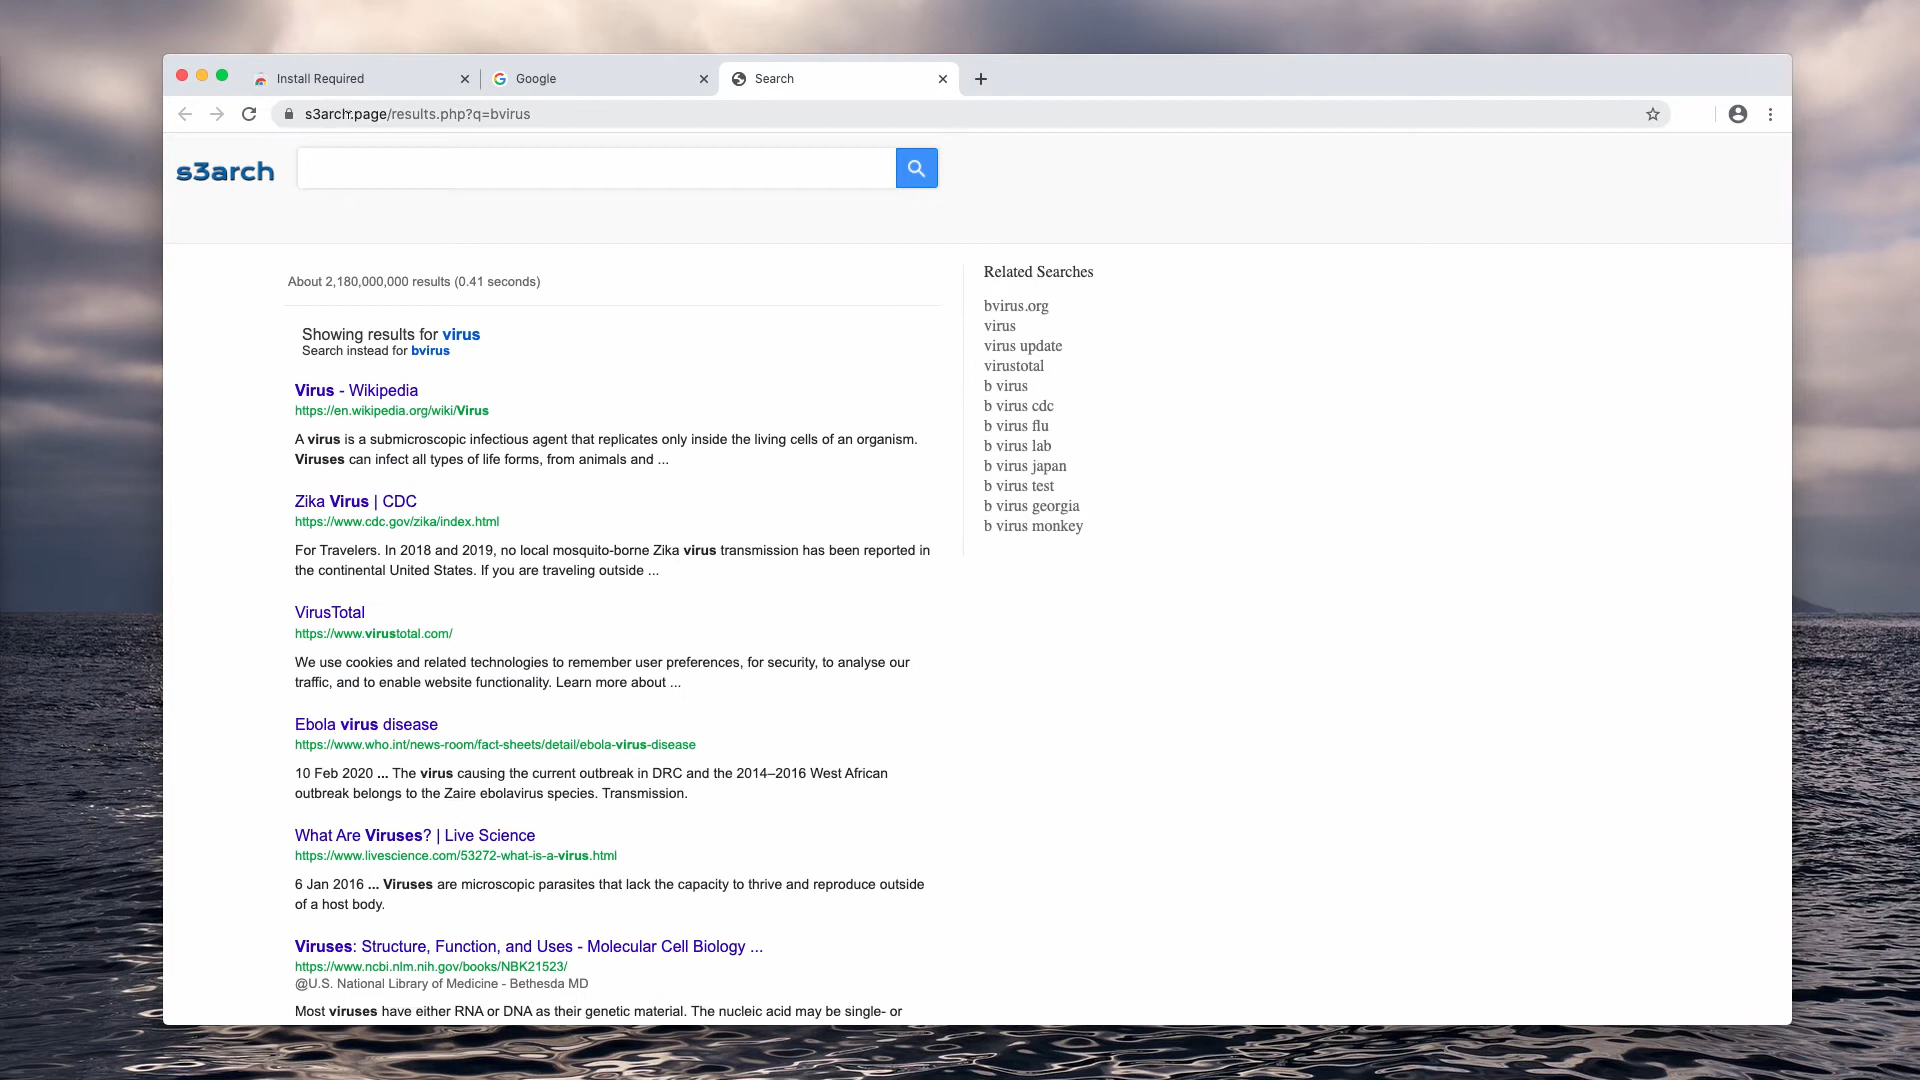 Install Required
Google
Search
s3arch.page/results.php?q=bvirus
s3arch
About 2,180,000,000 results (0.41 seconds)
Showing results for virus
Search instead for bvirus
Virus - Wikipedia
https://en.wikipedia.org/wiki/Virus
A virus is a submicroscopic infectious agent that replicates only inside the living cells of an organism.
Viruses can infect all types of life forms, from animals and ...
Zika Virus | CDC
https://www.cdc.gov/zika/index.html
For Travelers. In 2018 and 2019, no local mosquito-borne Zika virus transmission has been reported in
the continental United States. If you are traveling outside ...
VirusTotal
https://www.virustotal.com/
We use cookies and related technologies to remember user preferences, for security, to analyse our
traffic, and to enable website functionality. Learn more about ...
Ebola virus disease
https://www.who.int/news-room/fact-sheets/detail/ebola-virus-disease
10 Feb 2020 ... The virus causing the current outbreak in DRC and the 2014–2016 West African
outbreak belongs to the Zaire ebolavirus species. Transmission.
What Are Viruses? | Live Science
https://www.livescience.com/53272-what-is-a-virus.html
6 Jan 2016 ... Viruses are microscopic parasites that lack the capacity to thrive and reproduce outside
of a host body.
Viruses: Structure, Function, and Uses - Molecular Cell Biology ...
https://www.ncbi.nlm.nih.gov/books/NBK21523/
@U.S. National Library of Medicine - Bethesda MD
Most viruses have either RNA or DNA as their genetic material. The nucleic acid may be single- or
Related Searches
bvirus.org
virus
virus update
virustotal
b virus
b virus cdc
b virus flu
b virus lab
b virus japan
b virus test
b virus georgia
b virus monkey